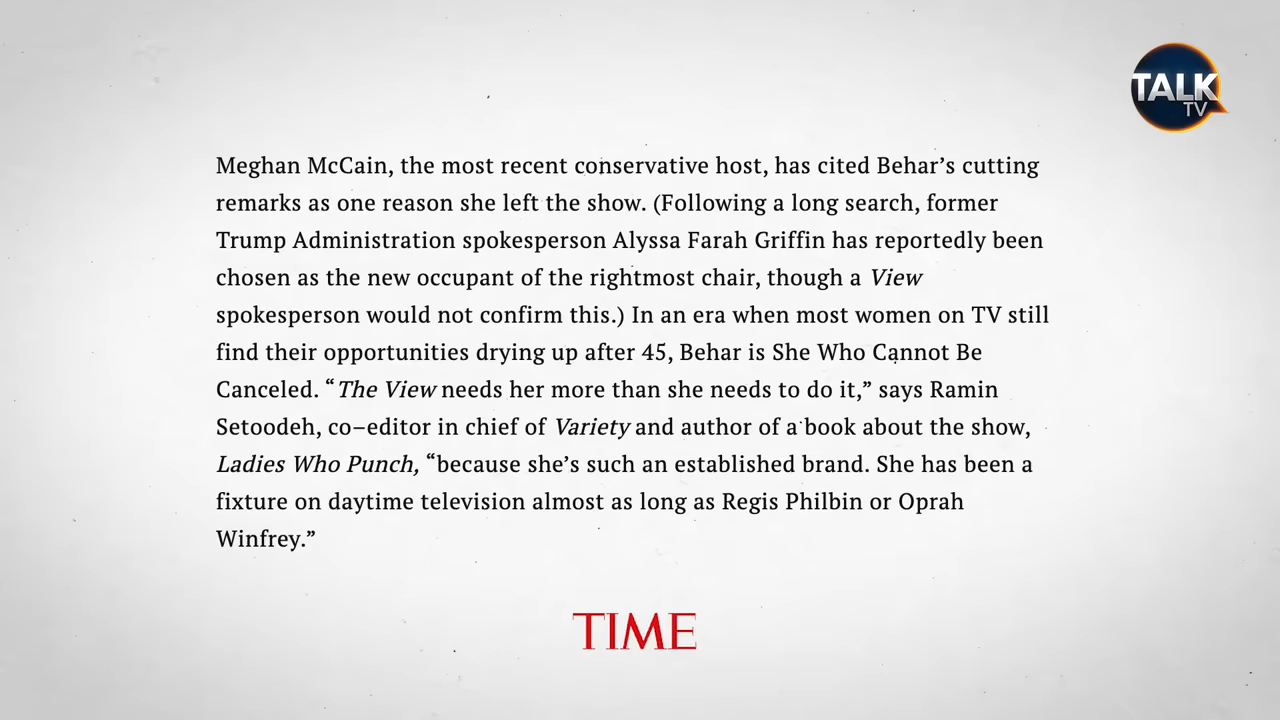 TALK
TV
Meghan McCain, the most recent conservative host, has cited Behar’s cutting
remarks as one reason she left the show. (Following a long search, former
Trump Administration spokesperson Alyssa Farah Griffin has reportedly been
chosen as the new occupant of the rightmost chair, though a View
spokesperson would not confirm this.) In an era when most women on TV still
find their opportunities drying up after 45, Behar is She Who Cannot Be
Canceled. “The View needs her more than she needs to do it,” says Ramin
Setoodeh, co–editor in chief of Variety and author of a book about the show,
Ladies Who Punch, “because she’s such an established brand. She has been a
fixture on daytime television almost as long as Regis Philbin or Oprah
Winfrey.”
TIME